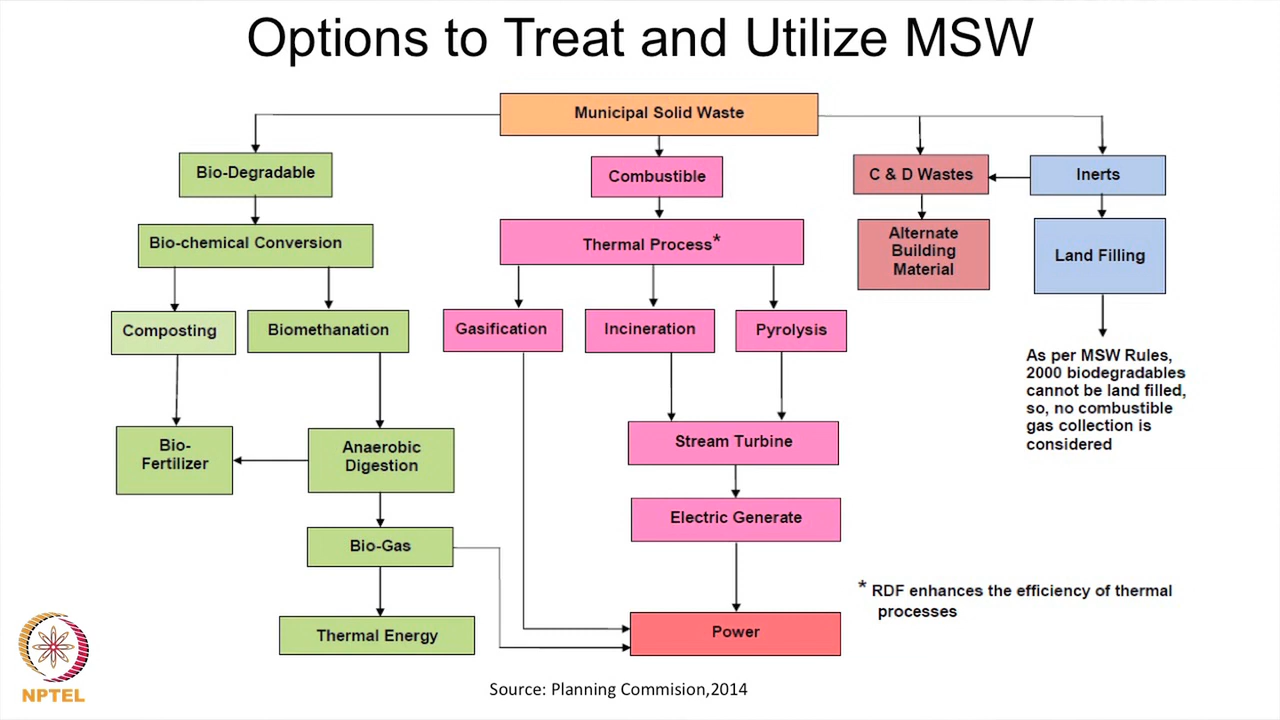 Options to Treat and Utilize MSW
Municipal Solid Waste
Bio-Degradable
Combustible
C & D Wastes
Inerts
Bio-chemical Conversion
Thermal Process*
Alternate
Building
Material
Land Filling
Composting
Biomethanation
Gasification
Incineration
Pyrolysis
As per MSW Rules,
2000 biodegradables
cannot be land filled,
so, no combustible
gas collection is
considered
Bio-
Fertilizer
Anaerobic
Digestion
Stream Turbine
Electric Generate
Bio-Gas
* RDF enhances the efficiency of thermal
processes
Thermal Energy
Power
NPTEL
Source: Planning Commision,2014